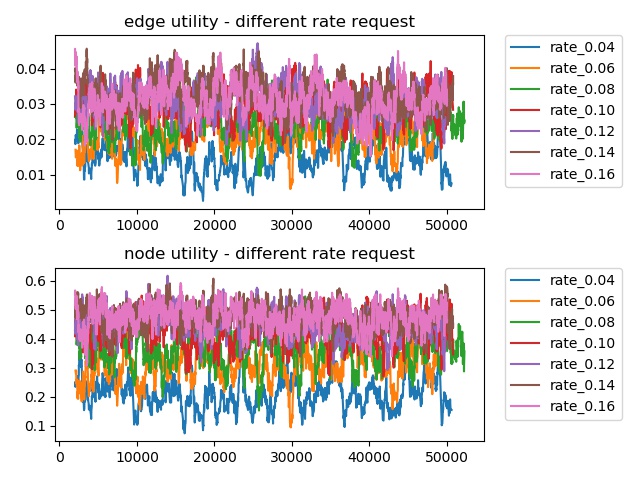 edge utility - different rate request
0.04
0.03
0.02
0.01
0 10000 20000 30000 40000 50000
rate_0.04
rate_0.06
rate_0.08
rate_0.10
rate_0.12
rate_0.14
rate_0.16
node utility - different rate request
0.6
0.5
0.4
0.3
0.2
0.1
0 10000 20000 30000 40000 50000
rate_0.04
rate_0.06
rate_0.08
rate_0.10
rate_0.12
rate_0.14
rate_0.16